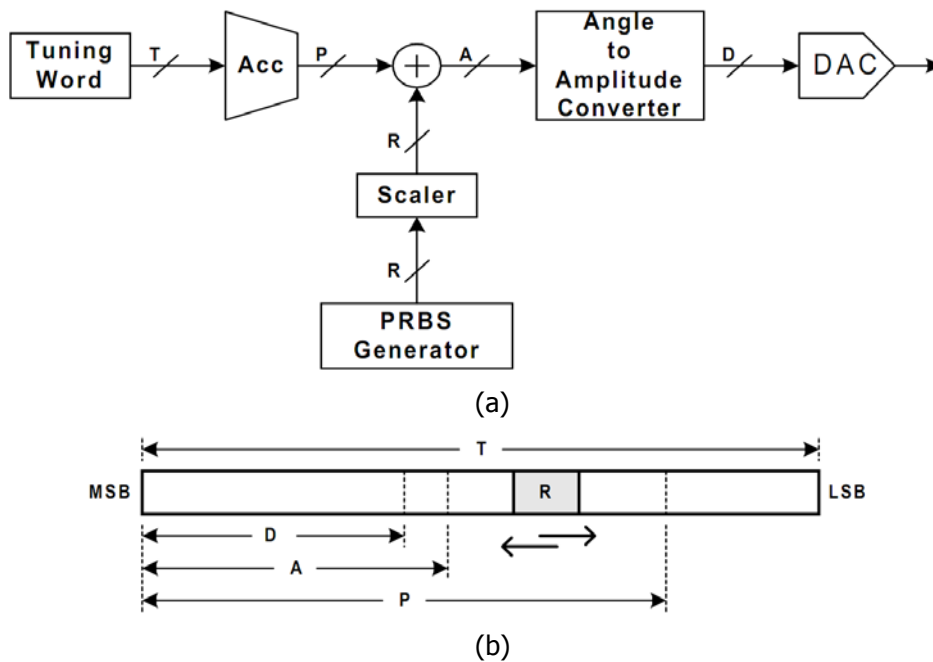 Tuning
Word
T
Acc
P
A
Angle
to
Amplitude
Converter
D
DAC
R
Scaler
R
PRBS
Generator
(a)
T
MSB
R
LSB
D
A
P
(b)